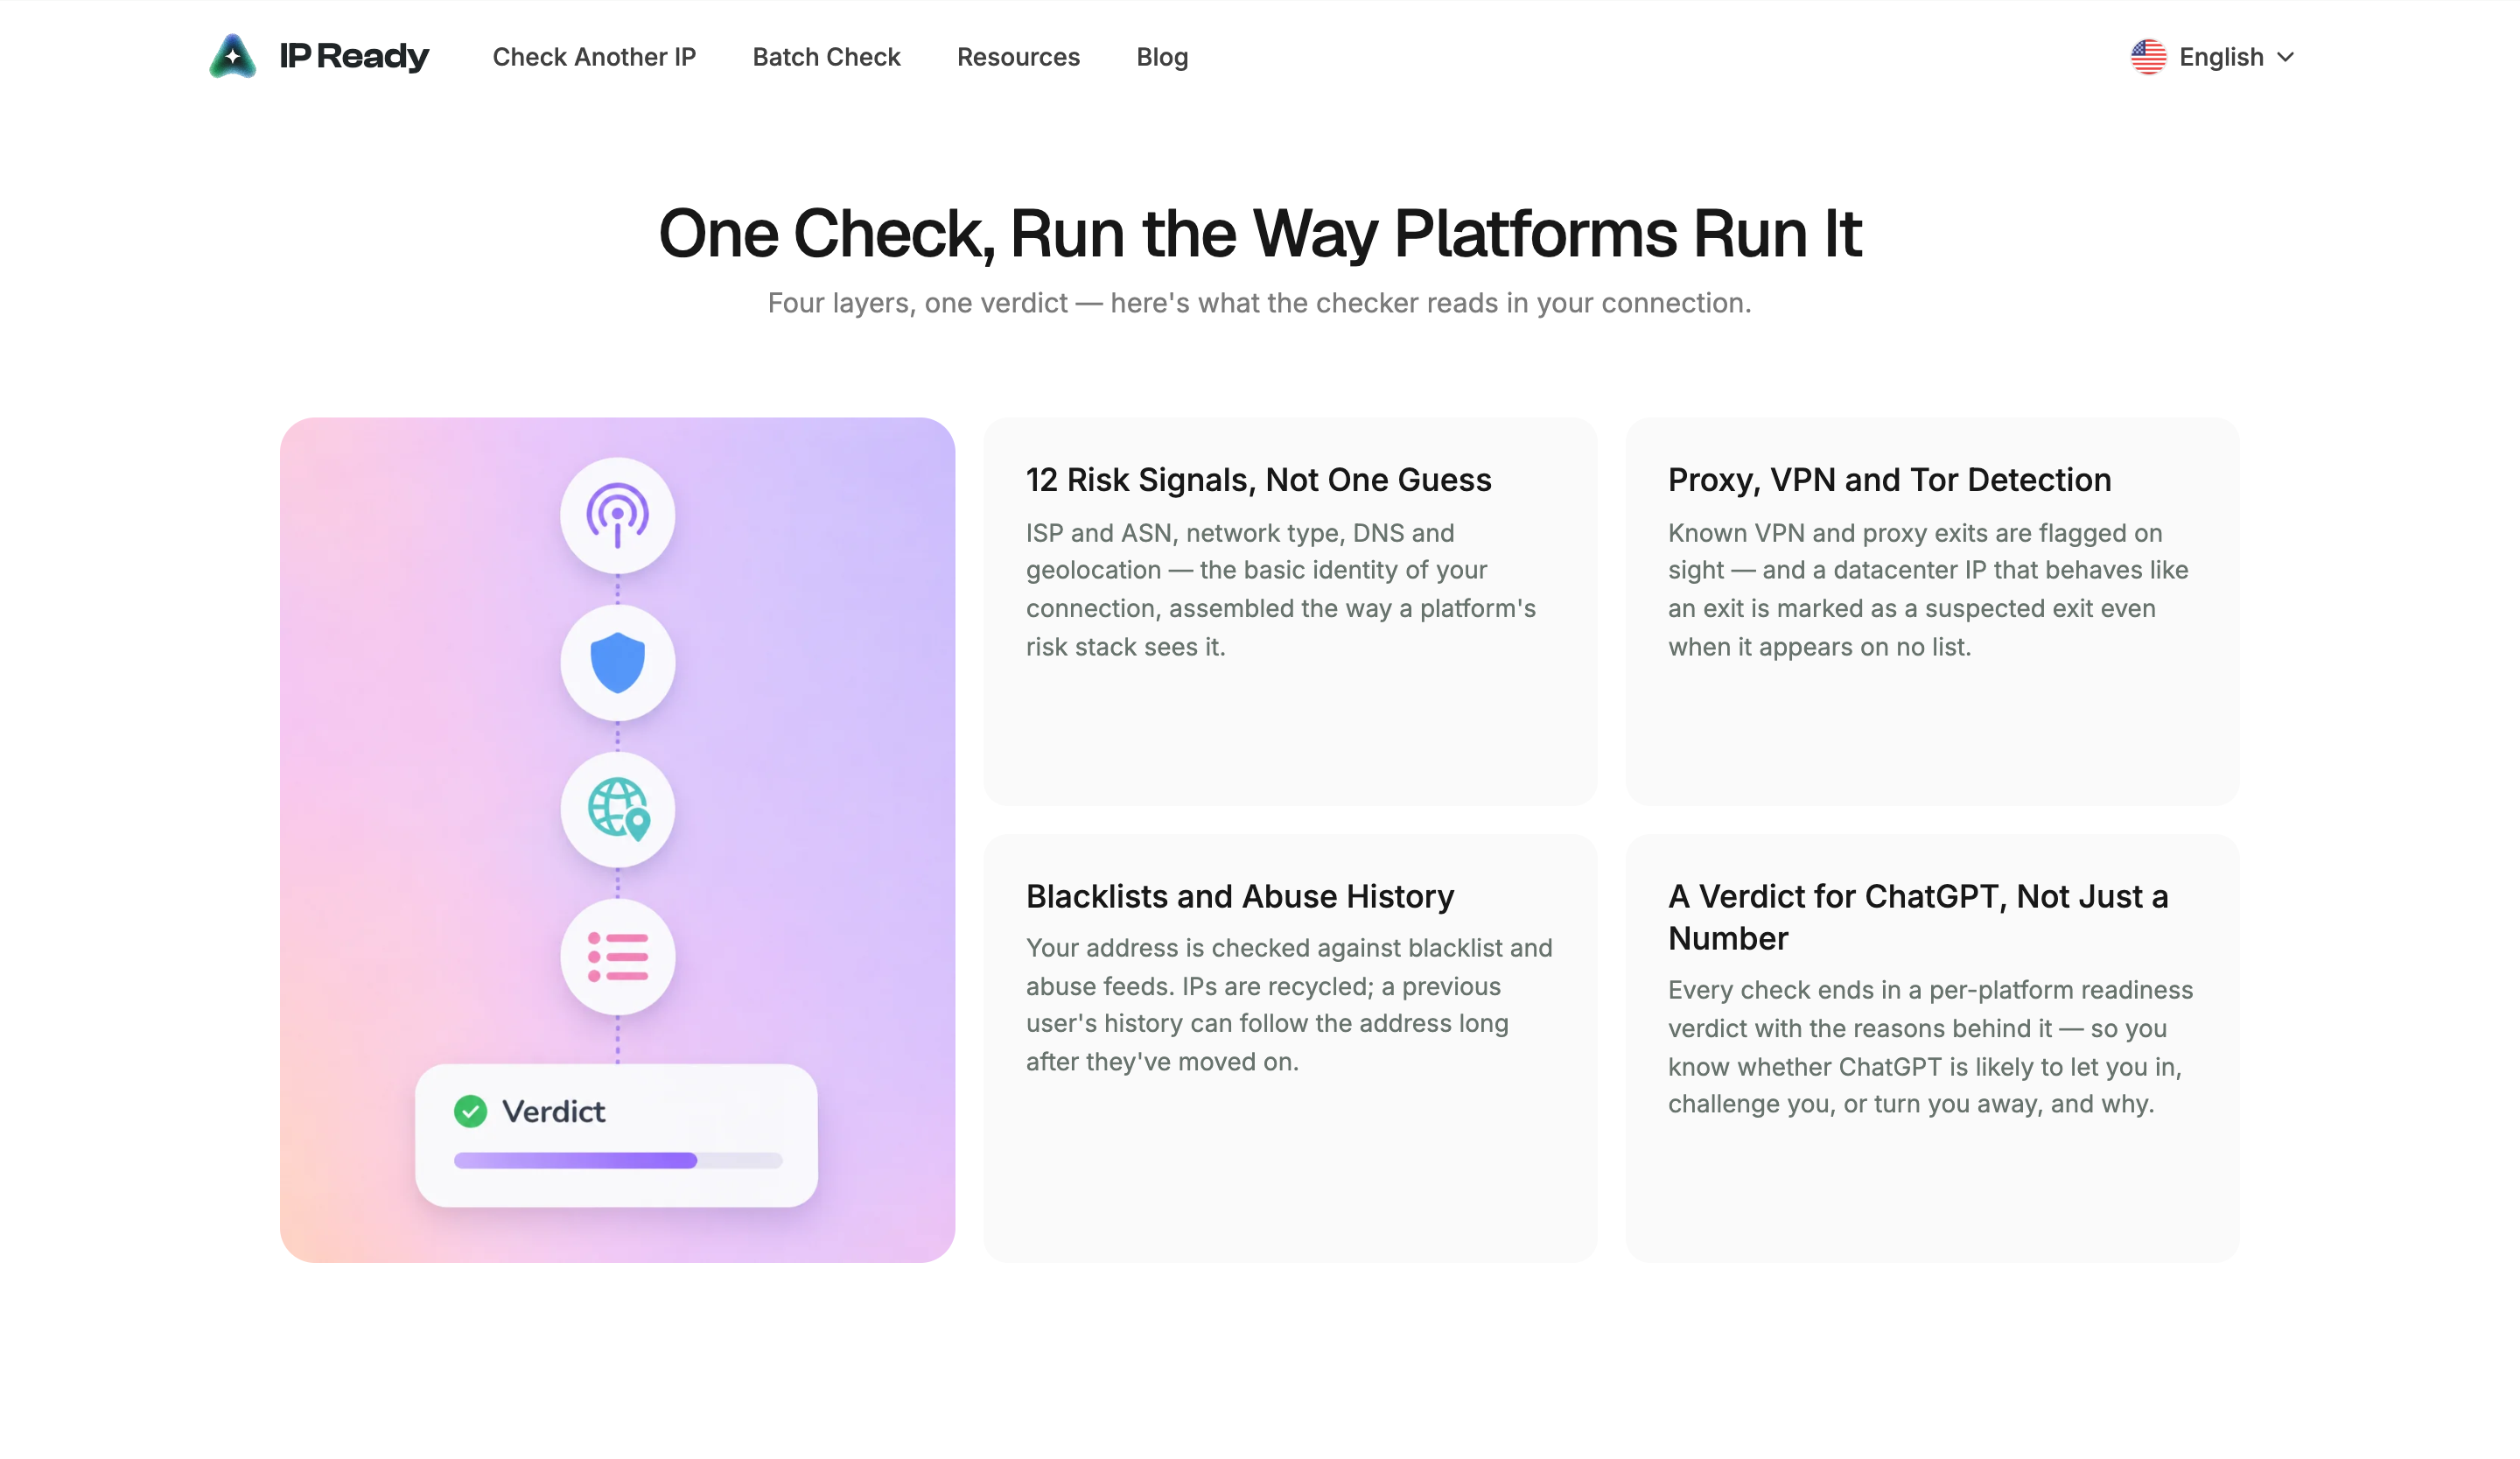 IP Ready
Check Another IP
Batch Check
Resources
Blog
English
One Check, Run the Way Platforms Run It
Four layers, one verdict — here's what the checker reads in your connection.
Verdict
12 Risk Signals, Not One Guess
ISP and ASN, network type, DNS and
geolocation — the basic identity of your
connection, assembled the way a platform's
risk stack sees it.
Proxy, VPN and Tor Detection
Known VPN and proxy exits are flagged on
sight — and a datacenter IP that behaves like
an exit is marked as a suspected exit even
when it appears on no list.
Blacklists and Abuse History
Your address is checked against blacklist and
abuse feeds. IPs are recycled; a previous
user's history can follow the address long
after they've moved on.
A Verdict for ChatGPT, Not Just a
Number
Every check ends in a per-platform readiness
verdict with the reasons behind it — so you
know whether ChatGPT is likely to let you in,
challenge you, or turn you away, and why.